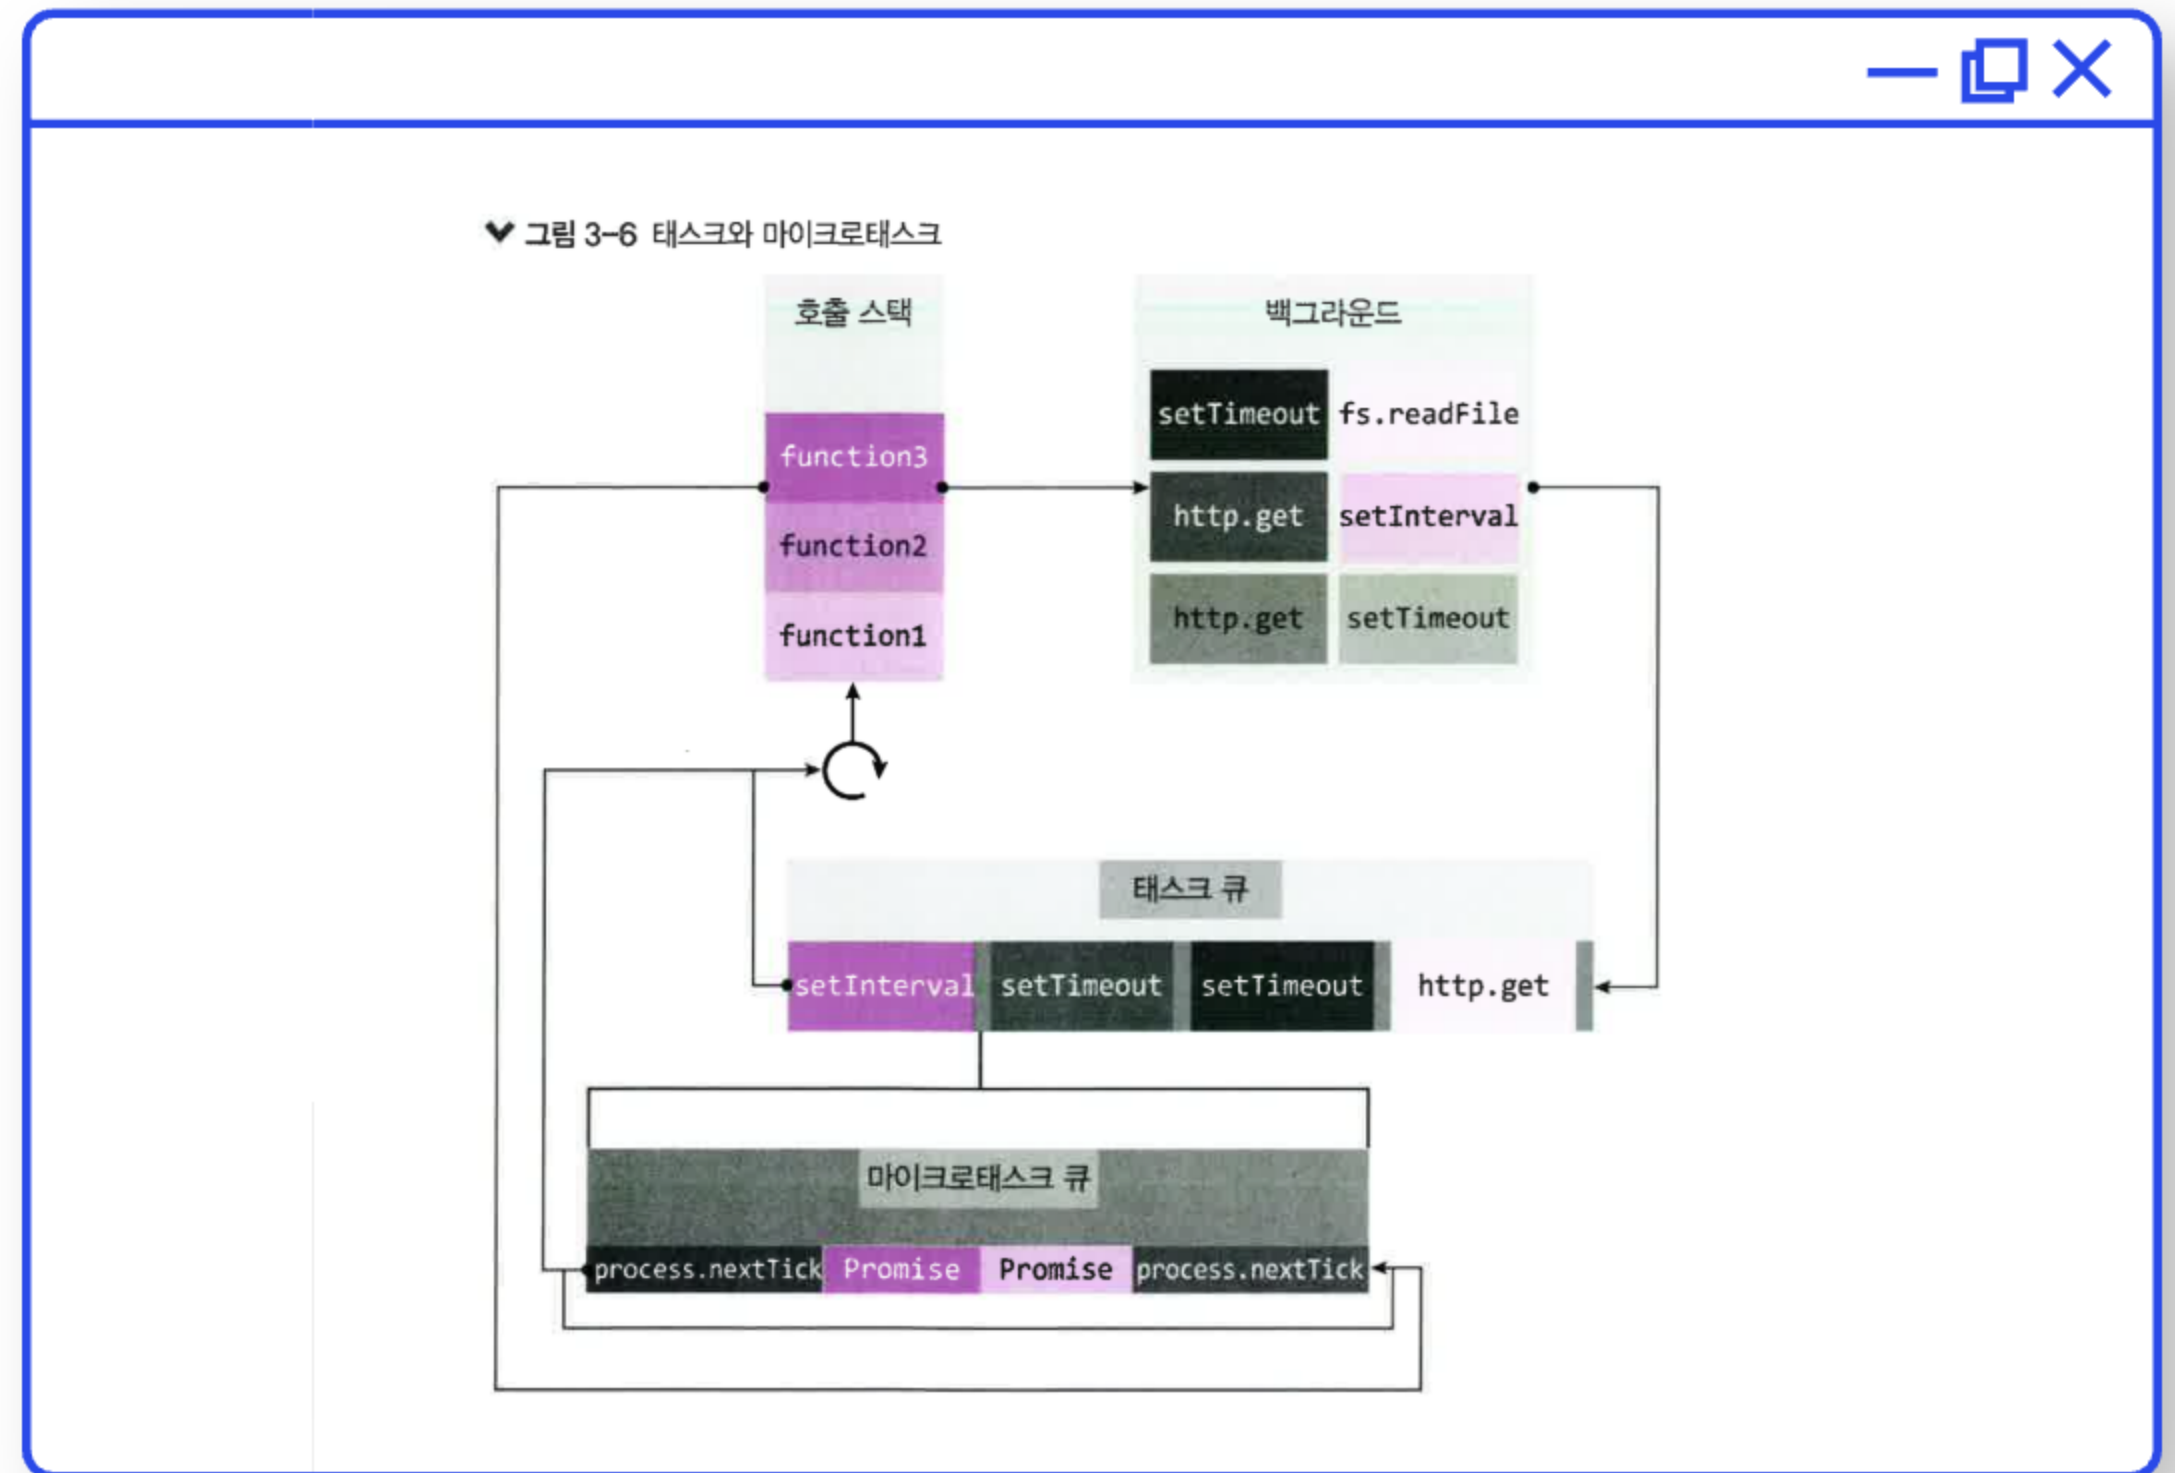 그림 3-6 태스크와 마이크로태스크
호출 스택
백그라운드
function3
function2
function1
setTimeout fs.readFile
http.get setInterval
http.get setTimeout
태스크 큐
setInterval setTimeout setTimeout http.get
마이크로태스크 큐
process.nextTick Promise Promise process.nextTick